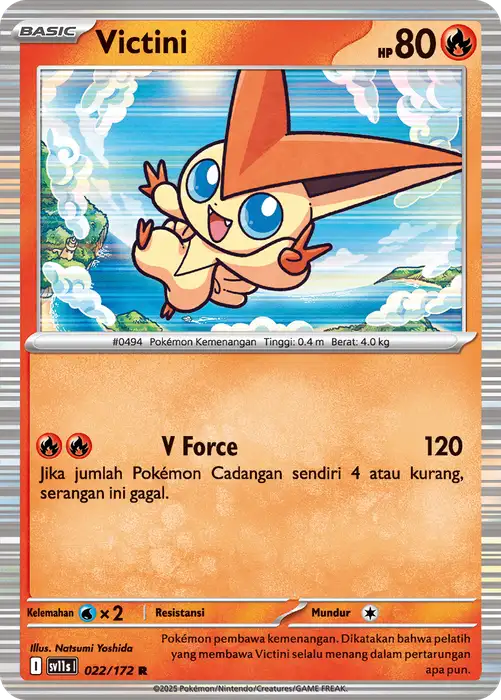 BASIC Victini HP 80
#0494 Pokémon Kemenangan Tinggi: 0.4 m Berat: 4.0 kg
V Force 120
Jika jumlah Pokémon Cadangan sendiri 4 atau kurang,
serangan ini gagal.
Kelemahan ×2 Resistansi Mundur
Illus. Natsumi Yoshida
I sv11s I 022/172 R
Pokémon pembawa kemenangan. Dikatakan bahwa pelatih
yang membawa Victini selalu menang dalam pertarungan
apa pun.
©2025 Pokémon/Nintendo/Creatures/GAME FREAK.